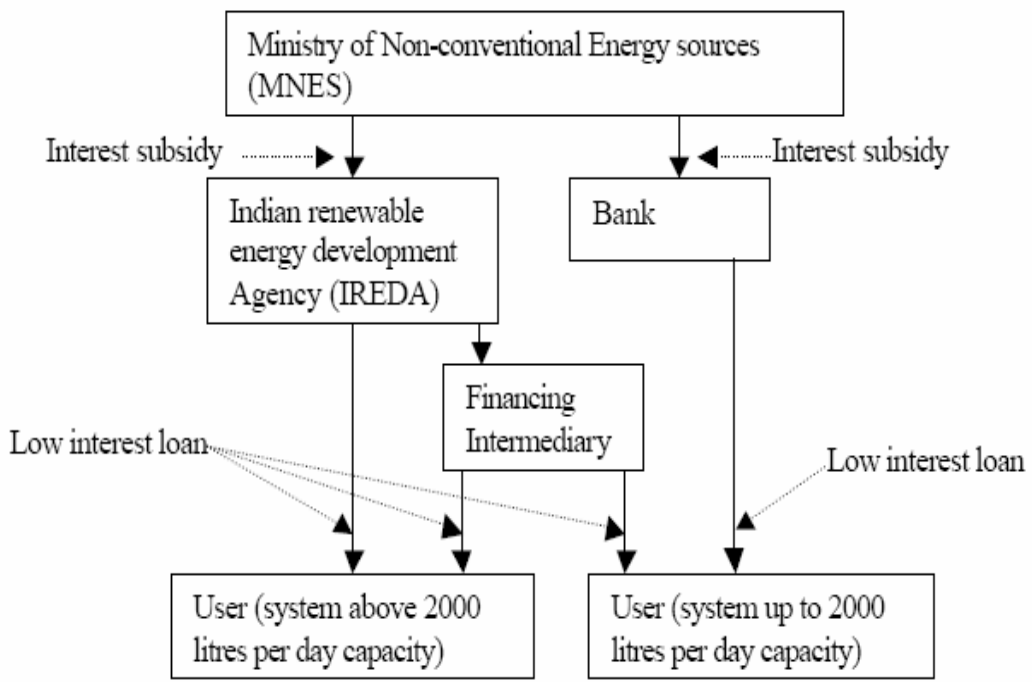 Ministry of Non-conventional Energy sources
(MNES)
Interest subsidy
Interest subsidy
Indian renewable
energy development
Agency (IREDA)
Bank
Financing
Intermediary
Low interest loan
Low interest loan
User (system above 2000
litres per day capacity)
User (system up to 2000
litres per day capacity)